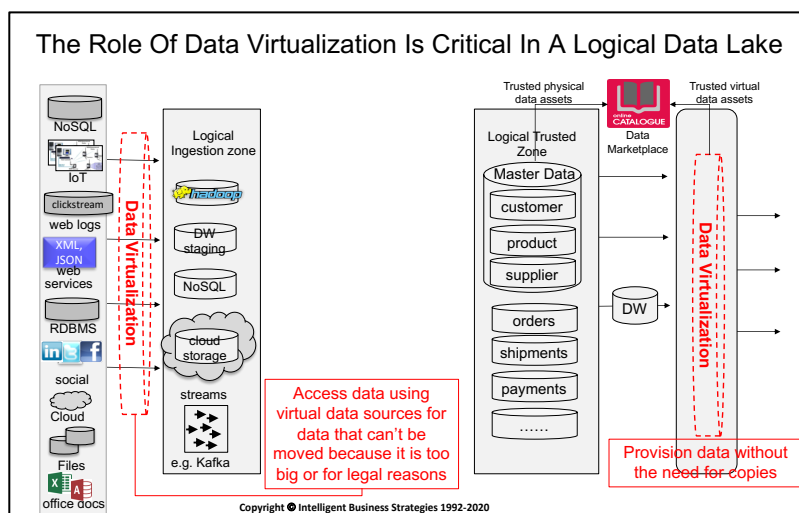 The Role Of Data Virtualization Is Critical In A Logical Data Lake
NoSQL
IoT
clickstream
web logs
XML,
JSON
web
services
RDBMS
in
f
social
Cloud
Files
X
A
office docs
Data Virtualization
Logical
Ingestion zone
hadoop
DW
staging
NoSQL
cloud
storage
streams
e.g. Kafka
Access data using
virtual data sources for
data that can't be
moved because it is too
big or for legal reasons
Trusted physical
data assets
online
CATALOGUE
Data
Marketplace
Trusted virtual
data assets
Logical Trusted
Zone
Master Data
customer
product
supplier
orders
shipments
payments
......
DW
Data Virtualization
Provision data without
the need for copies
Copyright © Intelligent Business Strategies 1992-2020